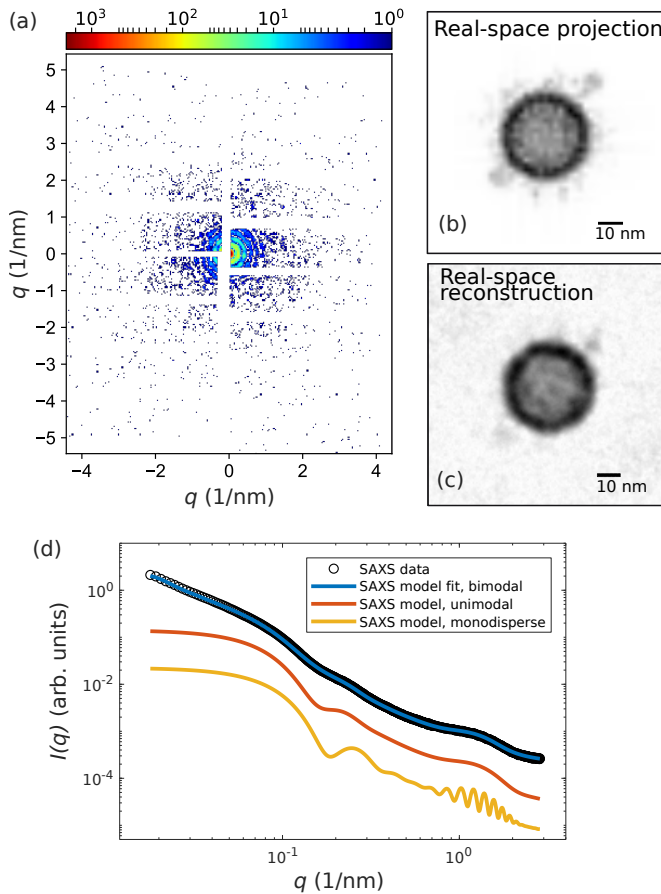 (a)
10³ 10² 10¹ 10⁰
5
4
3
2
1
0
−1
−2
−3
−4
−5
q (1/nm)
−4 −2 0 2 4
q (1/nm)
Real-space projection
(b)
10 nm
Real-space
reconstruction
(c)
10 nm
(d)
SAXS data
SAXS model fit, bimodal
SAXS model, unimodal
SAXS model, monodisperse
10⁰
10⁻²
10⁻⁴
I(q) (arb. units)
10⁻¹ 10⁰
q (1/nm)